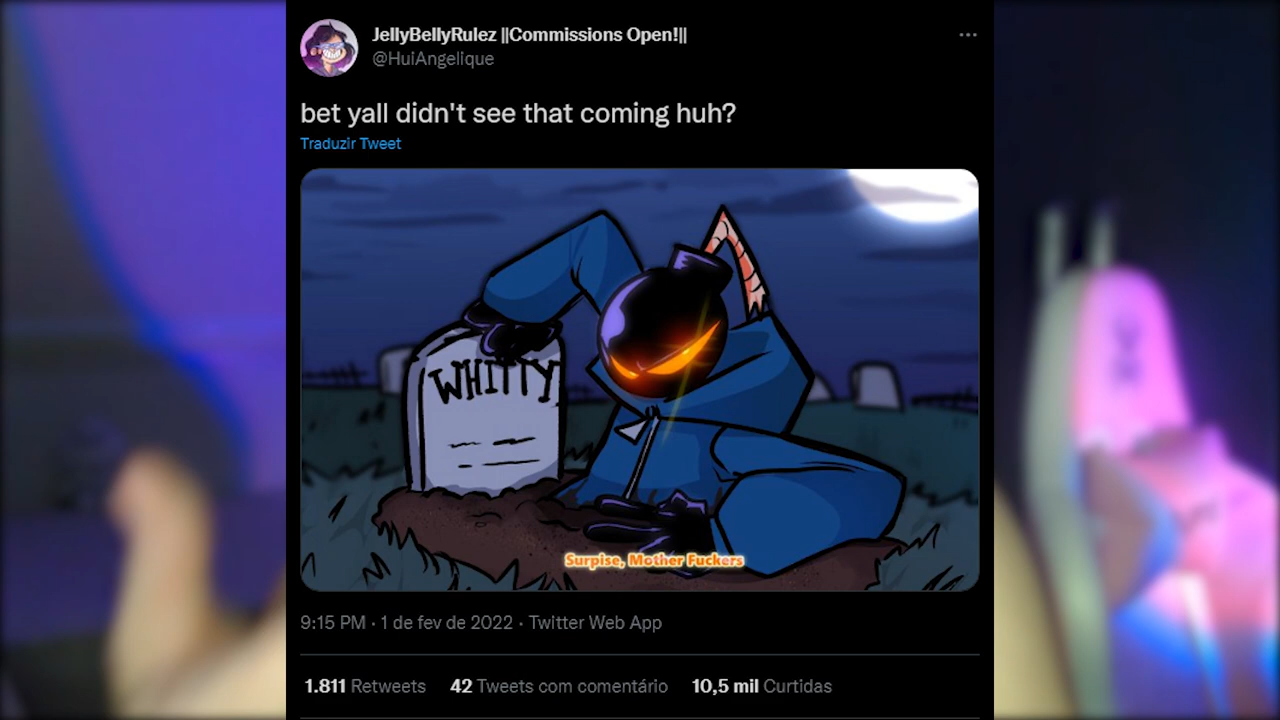 JellyBellyRulez ||Commissions Open!||
@HuiAngelique
bet yall didn't see that coming huh?
Traduzir Tweet
WHITTY
Surpise, Mother Fuckers
9:15 PM · 1 de fev de 2022 · Twitter Web App
1.811 Retweets 42 Tweets com comentário 10,5 mil Curtidas